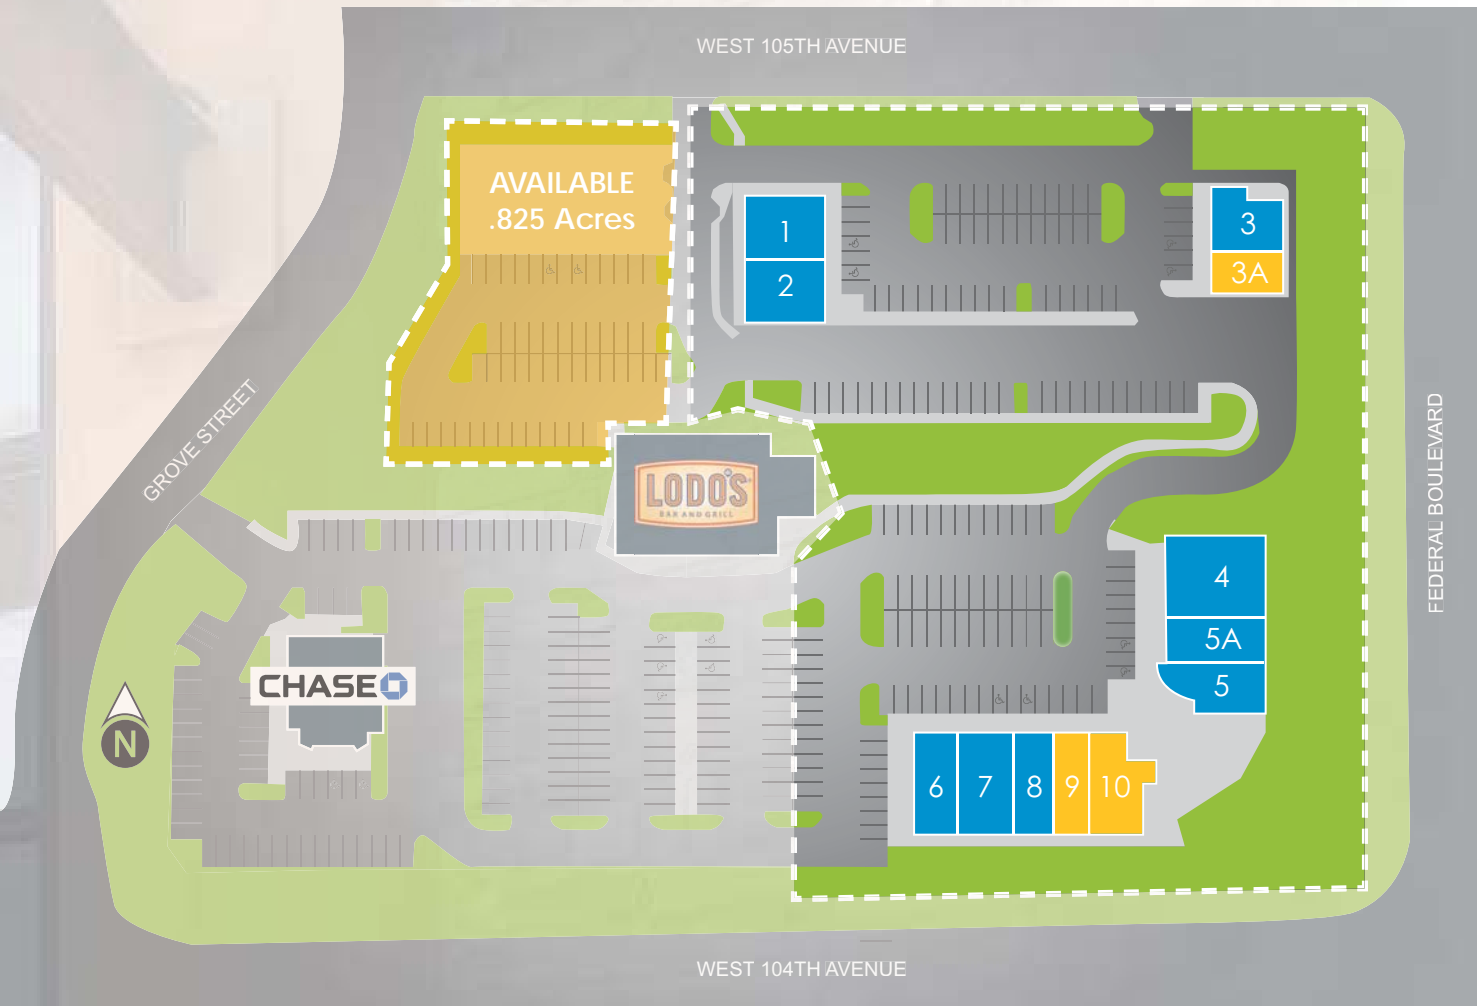 WEST 105TH AVENUE
AVAILABLE
.825 Acres
1
2
3
3A
GROVE STREET
FEDERAL BOULEVARD
LODO'S
BAR AND GRILL
4
5A
5
CHASE
N
6 7 8 9 10
WEST 104TH AVENUE